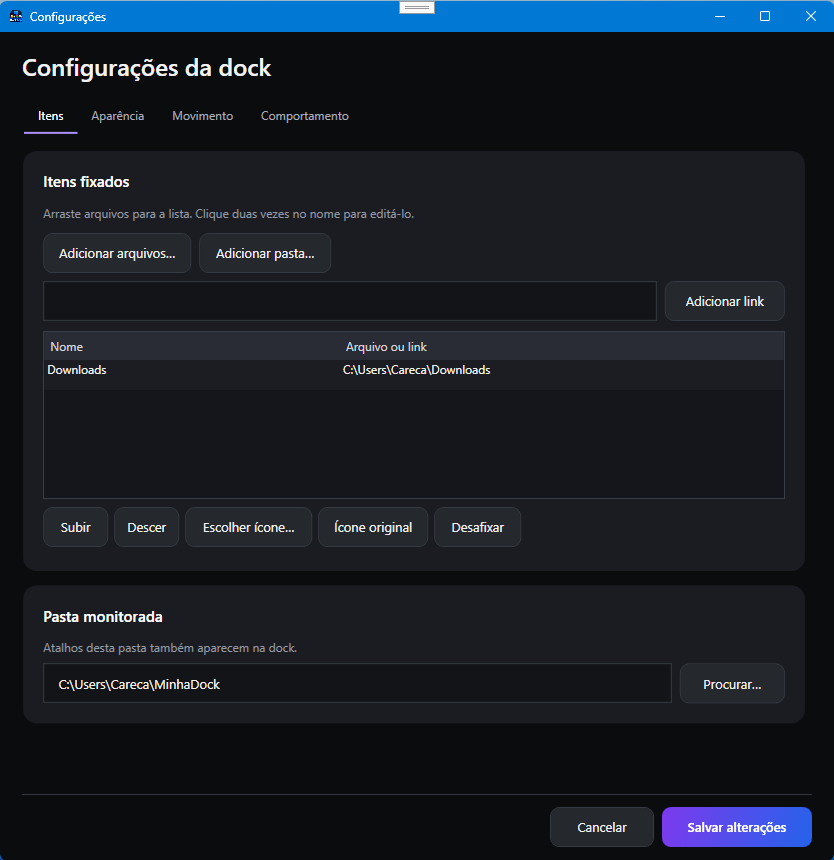 Configurações
Configurações da dock
Itens Aparência Movimento Comportamento
Itens fixados
Arraste arquivos para a lista. Clique duas vezes no nome para editá-lo.
Adicionar arquivos... Adicionar pasta...
Adicionar link
Nome Arquivo ou link
Downloads C:\Users\Careca\Downloads
Subir Descer Escolher ícone... Ícone original Desafixar
Pasta monitorada
Atalhos desta pasta também aparecem na dock.
C:\Users\Careca\MinhaDock Procurar...
Cancelar Salvar alterações